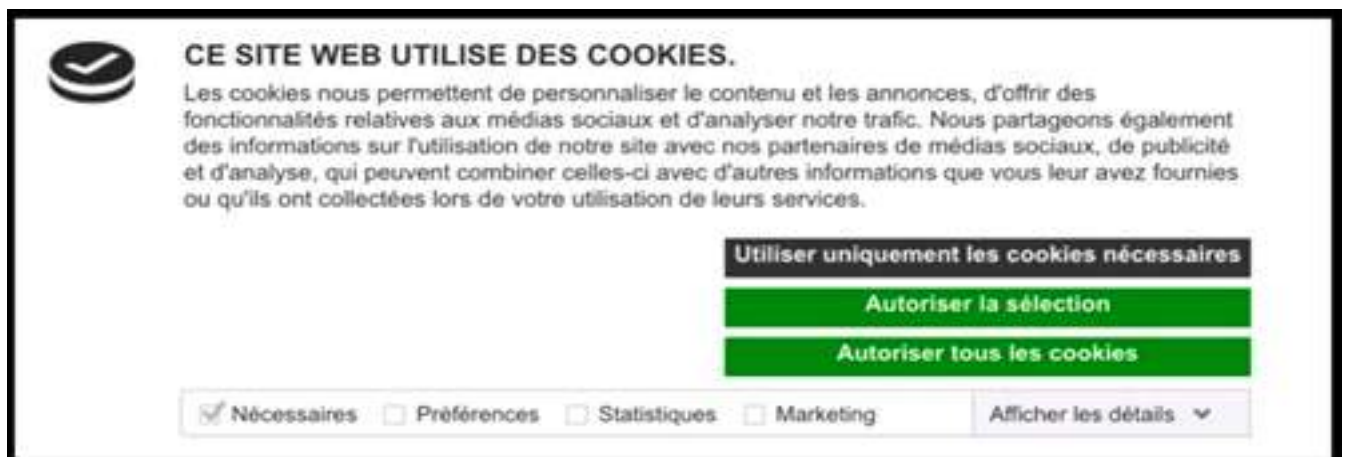 CE SITE WEB UTILISE DES COOKIES.
Les cookies nous permettent de personnaliser le contenu et les annonces, d'offrir des
fonctionnalités relatives aux médias sociaux et d'analyser notre trafic. Nous partageons également
des informations sur l'utilisation de notre site avec nos partenaires de médias sociaux, de publicité
et d'analyse, qui peuvent combiner celles-ci avec d'autres informations que vous leur avez fournies
ou qu'ils ont collectées lors de votre utilisation de leurs services.
Utiliser uniquement les cookies nécessaires
Autoriser la sélection
Autoriser tous les cookies
Nécessaires Préférences Statistiques Marketing Afficher les détails